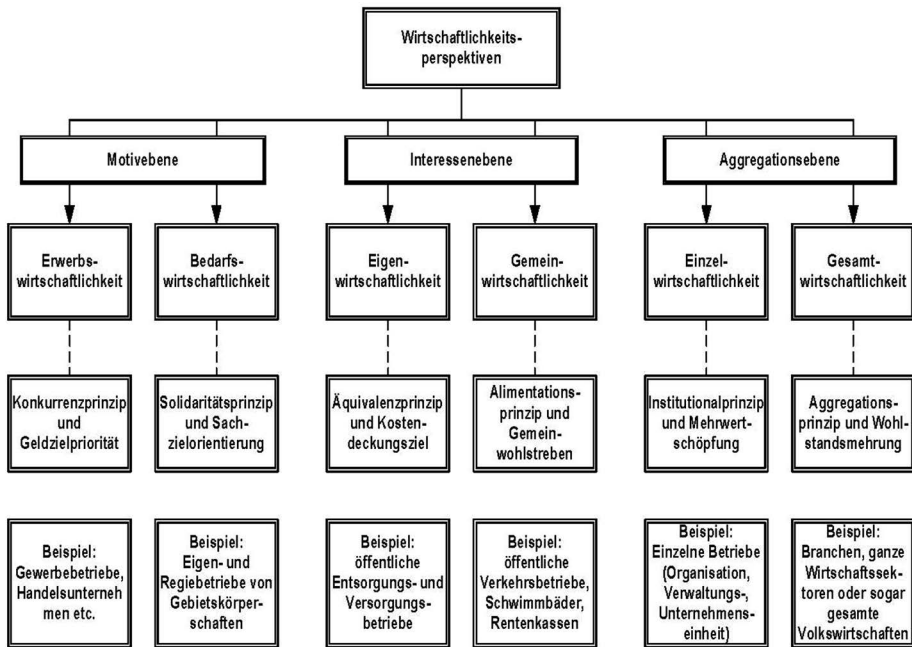 Wirtschaftlichkeits-
perspektiven
Motivebene
Interessenebene
Aggregationsebene
Erwerbs-
wirtschaftlichkeit
Bedarfs-
wirtschaftlichkeit
Eigen-
wirtschaftlichkeit
Gemein-
wirtschaftlichkeit
Einzel-
wirtschaftlichkeit
Gesamt-
wirtschaftlichkeit
Konkurrenzprinzip
und
Geldzielpriorität
Solidaritätsprinzip
und Sach-
zielorientierung
Äquivalenzprinzip
und Kosten-
deckungsziel
Alimentations-
prinzip und
Gemein-
wohlstreben
Institutionalprinzip
und Mehrwert-
schöpfung
Aggregations-
prinzip und Wohl-
standsmehrung
Beispiel:
Gewerbebetriebe,
Handelsunterneh
men etc.
Beispiel:
Eigen- und
Regiebetriebe von
Gebietskörper-
schaften
Beispiel:
öffentliche
Entsorgungs- und
Versorgungs-
betriebe
Beispiel:
öffentliche
Verkehrsbetriebe,
Schwimmbäder,
Rentenkassen
Beispiel:
Einzelne Betriebe
(Organisation,
Verwaltungs-,
Unternehmens-
einheit)
Beispiel:
Branchen, ganze
Wirtschaftssek-
toren oder sogar
gesamte
Volkswirtschaften